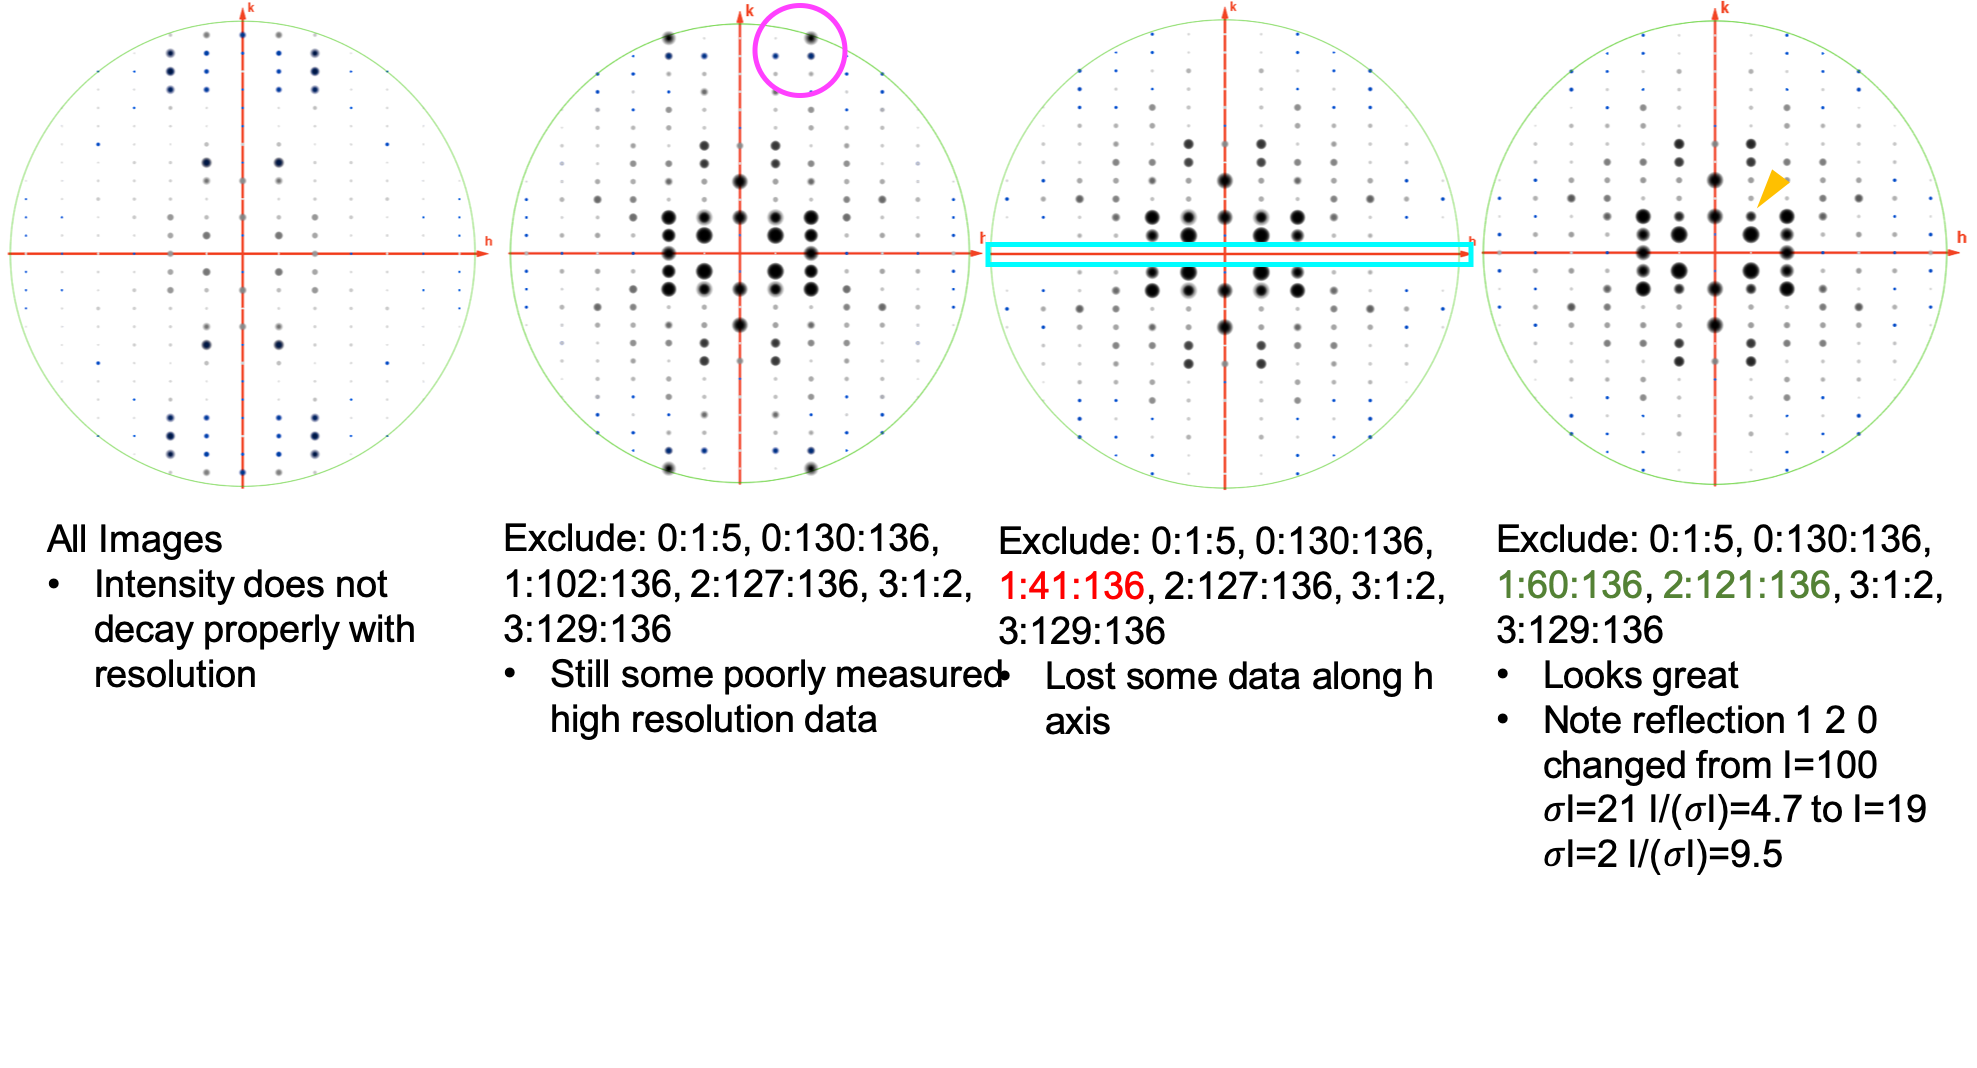 k
h
k
h
k
h
k
h
All Images
• Intensity does not
decay properly with
resolution
Exclude: 0:1:5, 0:130:136,
1:102:136, 2:127:136, 3:1:2,
3:129:136
• Still some poorly measured
high resolution data
Exclude: 0:1:5, 0:130:136,
1:41:136, 2:127:136, 3:1:2,
3:129:136
• Lost some data along h
axis
Exclude: 0:1:5, 0:130:136,
1:60:136, 2:121:136, 3:1:2,
3:129:136
• Looks great
• Note reflection 1 2 0
changed from I=100
σI=21 I/(σI)=4.7 to I=19
σI=2 I/(σI)=9.5